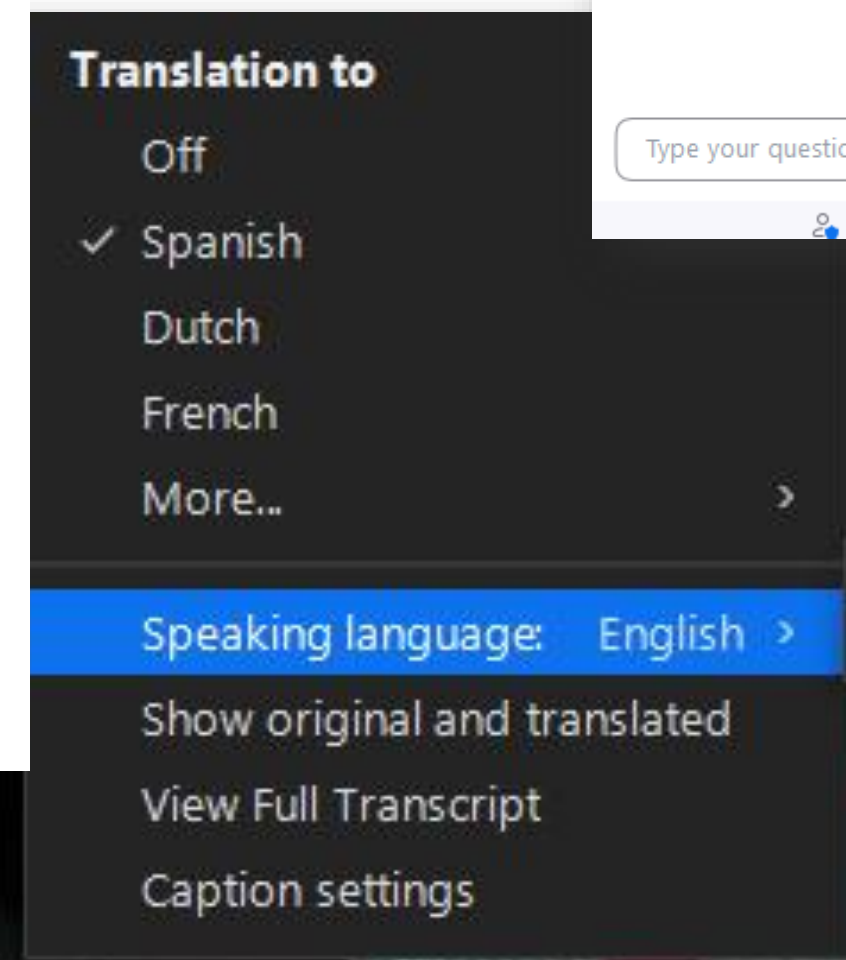 Translation to
Off
Spanish
Dutch
French
More...
Speaking language: English
Show original and translated
View Full Transcript
Caption settings
Type your